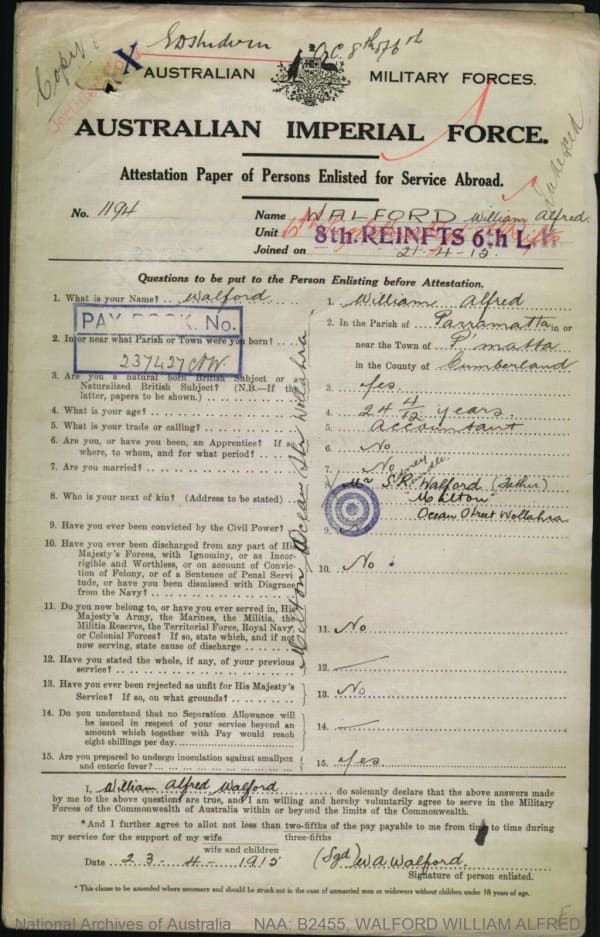 Copy
X
O.C. 8th of 6th
AUSTRALIAN MILITARY FORCES.
AUSTRALIAN IMPERIAL FORCE.
Indexed
Attestation Paper of Persons Enlisted for Service Abroad.
No. 1194 Name WALFORD William Alfred.
Unit 8th. REINFTS 6th L.H.
Joined on 21-4-15
Questions to be put to the Person Enlisting before Attestation.
1. What is your Name? Walford 1. William Alfred
PAY BOOK. No.
237427
2. In or near what Parish or Town were you born? 2. In the Parish of Parramatta in or
near the Town of P'matta
in the County of Cumberland
3. Are you a natural born British Subject or a 3. Yes.
Naturalized British Subject? (N.B.—If the
latter, papers to be shown.)
4. What is your age? 4. 24 4/12 years.
5. What is your trade or calling? 5. Accountant
6. Are you, or have you been, an Apprentice? If so, 6. No
where, to whom, and for what period?
7. Are you married? 7. No
8. Who is your next of kin? (Address to be stated) 8. Mr S.R. Walford (Father)
Milton
Ocean Street Wollahra
Milton Ocean Str Wollahra
9. Have you ever been convicted by the Civil Power? 9. No
10. Have you ever been discharged from any part of His 10. No
Majesty's Forces, with Ignominy, or as Incor-
rigible and Worthless, or on account of Convic-
tion of Felony, or of a Sentence of Penal Servi
tude, or have you been dismissed with Disgrace
from the Navy?
11. Do you now belong to, or have you ever served in, His 11. No
Majesty's Army, the Marines, the Militia, the
Militia Reserve, the Territorial Force, Royal Navy,
or Colonial Forces? If so, state which, and if not
now serving, state cause of discharge
12. Have you stated the whole, if any, of your previous 12.
service?
13. Have you ever been rejected as unfit for His Majesty's 13. No
Service? If so, on what grounds?
14. Do you understand that no Separation Allowance will 14.
be issued in respect of your service beyond an
amount which together with Pay would reach
eight shillings per day.
15. Are you prepared to undergo inoculation against smallpox 15. Yes
and enteric fever?
I, William Alfred Walford do solemnly declare that the above answers made
by me to the above questions are true, and I am willing and hereby voluntarily agree to serve in the Military
Forces of the Commonwealth of Australia within or beyond the limits of the Commonwealth.
*And I further agree to allot not less than two-fifths of the pay payable to me from time to time during
three-fifths
my service for the support of my wife
wife and children
Date 23-4-1915 (Sgd) W A Walford.
Signature of person enlisted.
* This clause to be amended where necessary and should be struck out in the case of unmarried men or widowers without children under 18 years of age.
National Archives of Australia NAA: B2455, WALFORD WILLIAM ALFRED